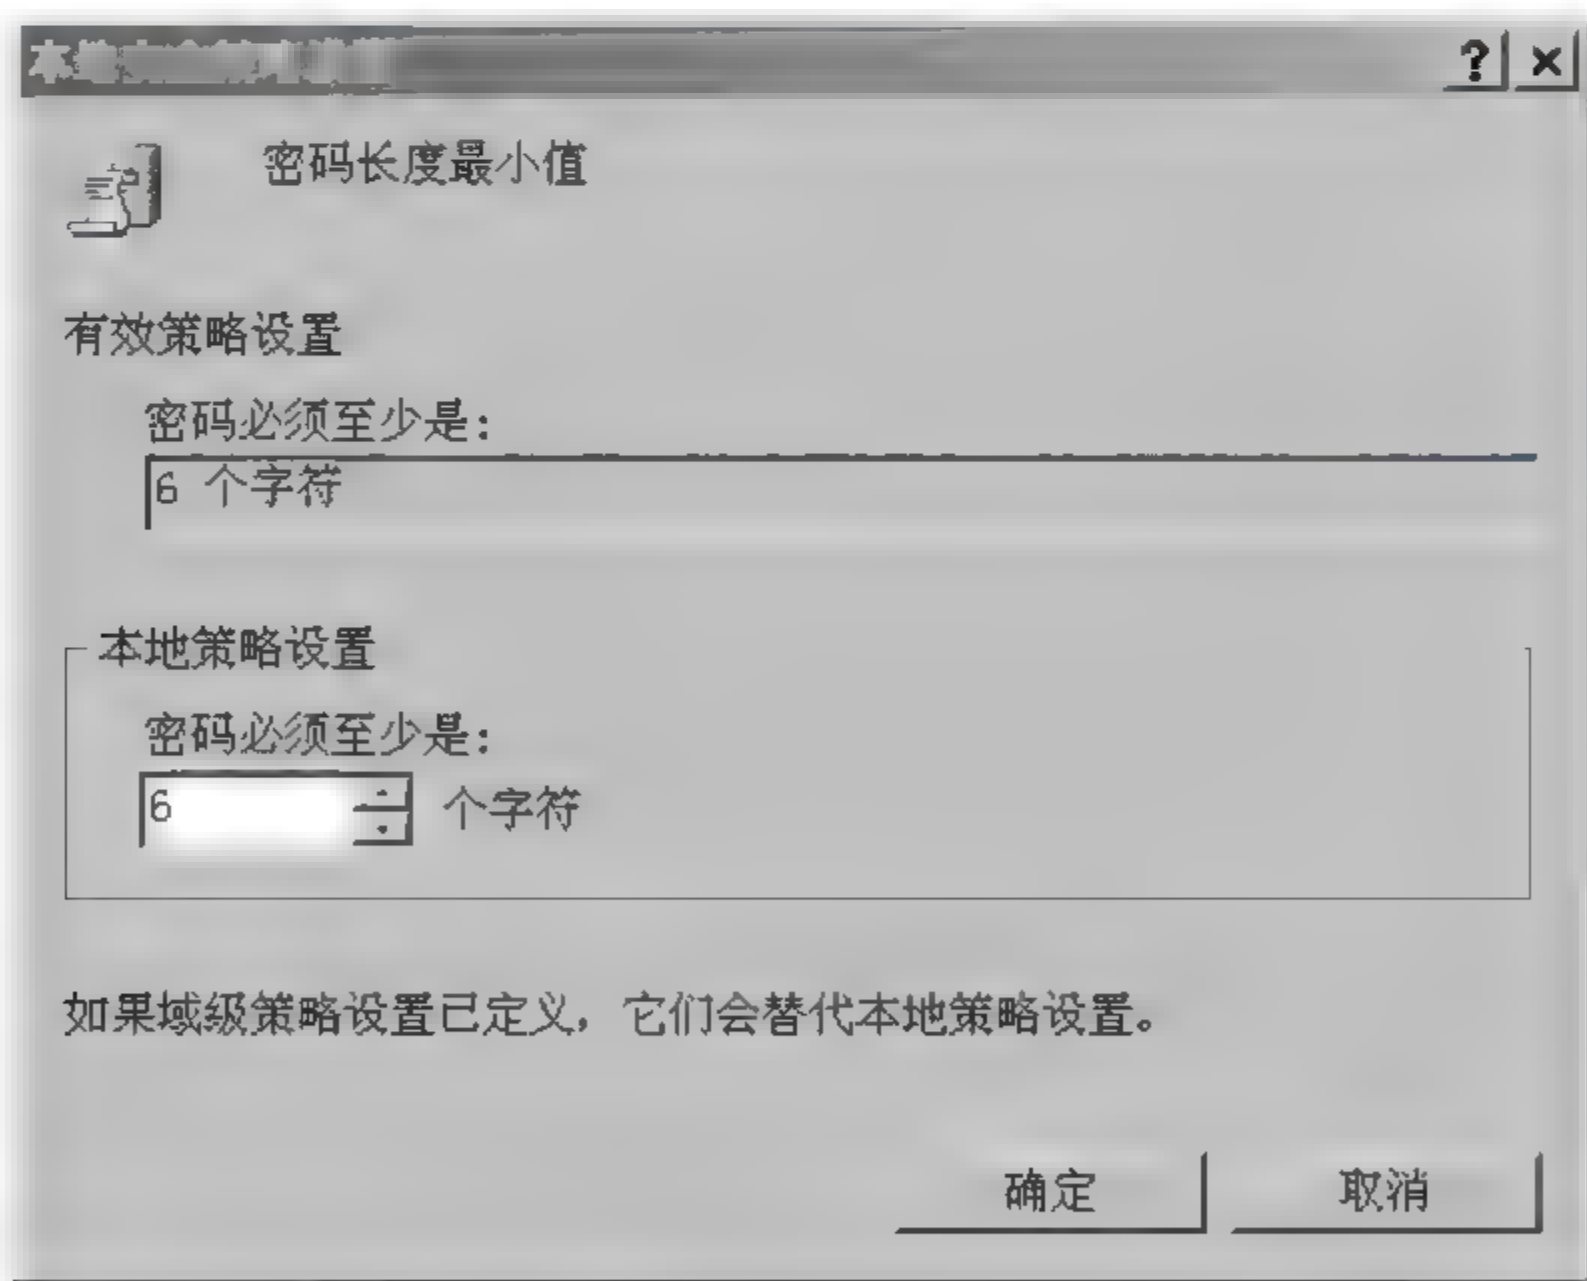 密码长度最小值
有效策略设置
密码必须至少是:
6 个字符
本地策略设置
密码必须至少是:
6 个字符
如果域级策略设置已定义，它们会替代本地策略设置。
确定 取消